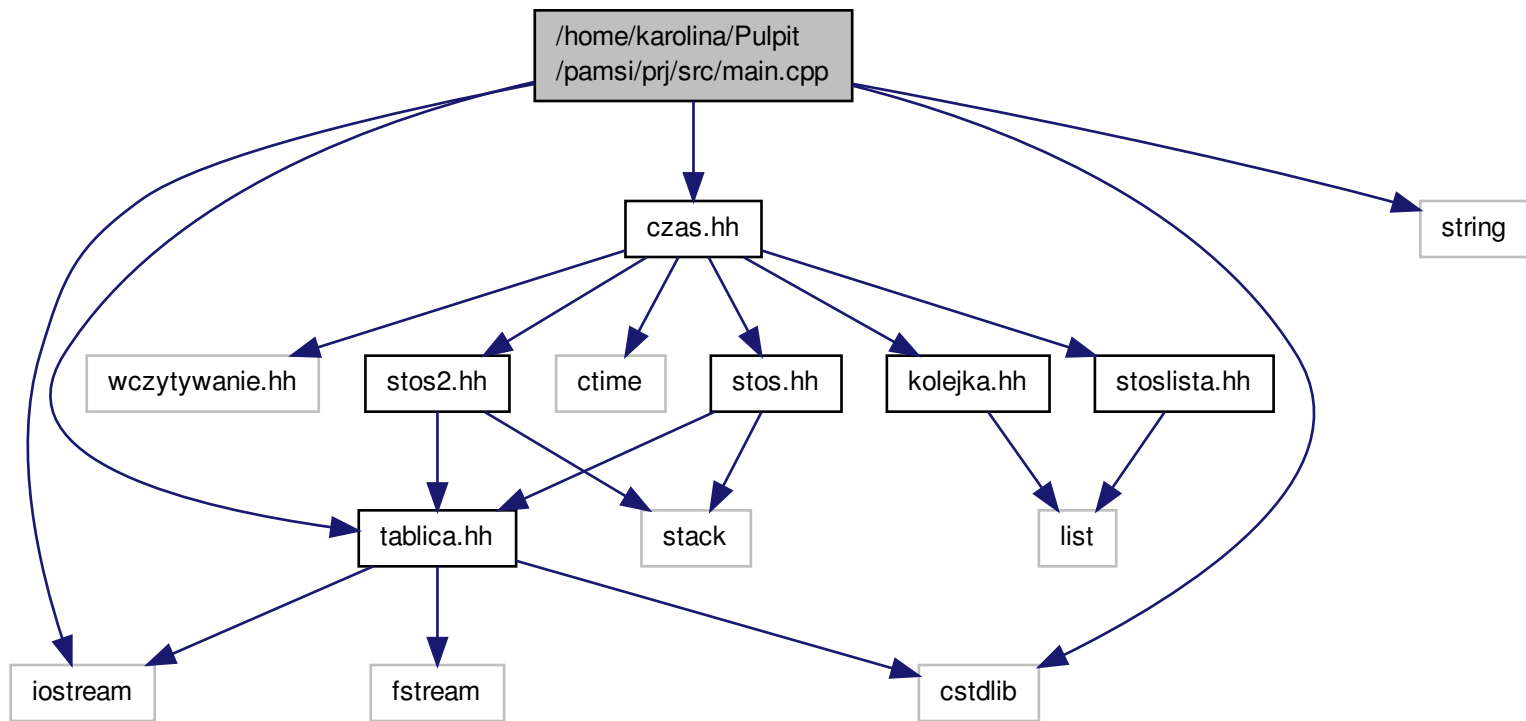 /home/karolina/Pulpit
/pamsi/prj/src/main.cpp
czas.hh
string
wczytywanie.hh
stos2.hh
ctime
stos.hh
kolejka.hh
stoslista.hh
tablica.hh
stack
list
iostream
fstream
cstdlib